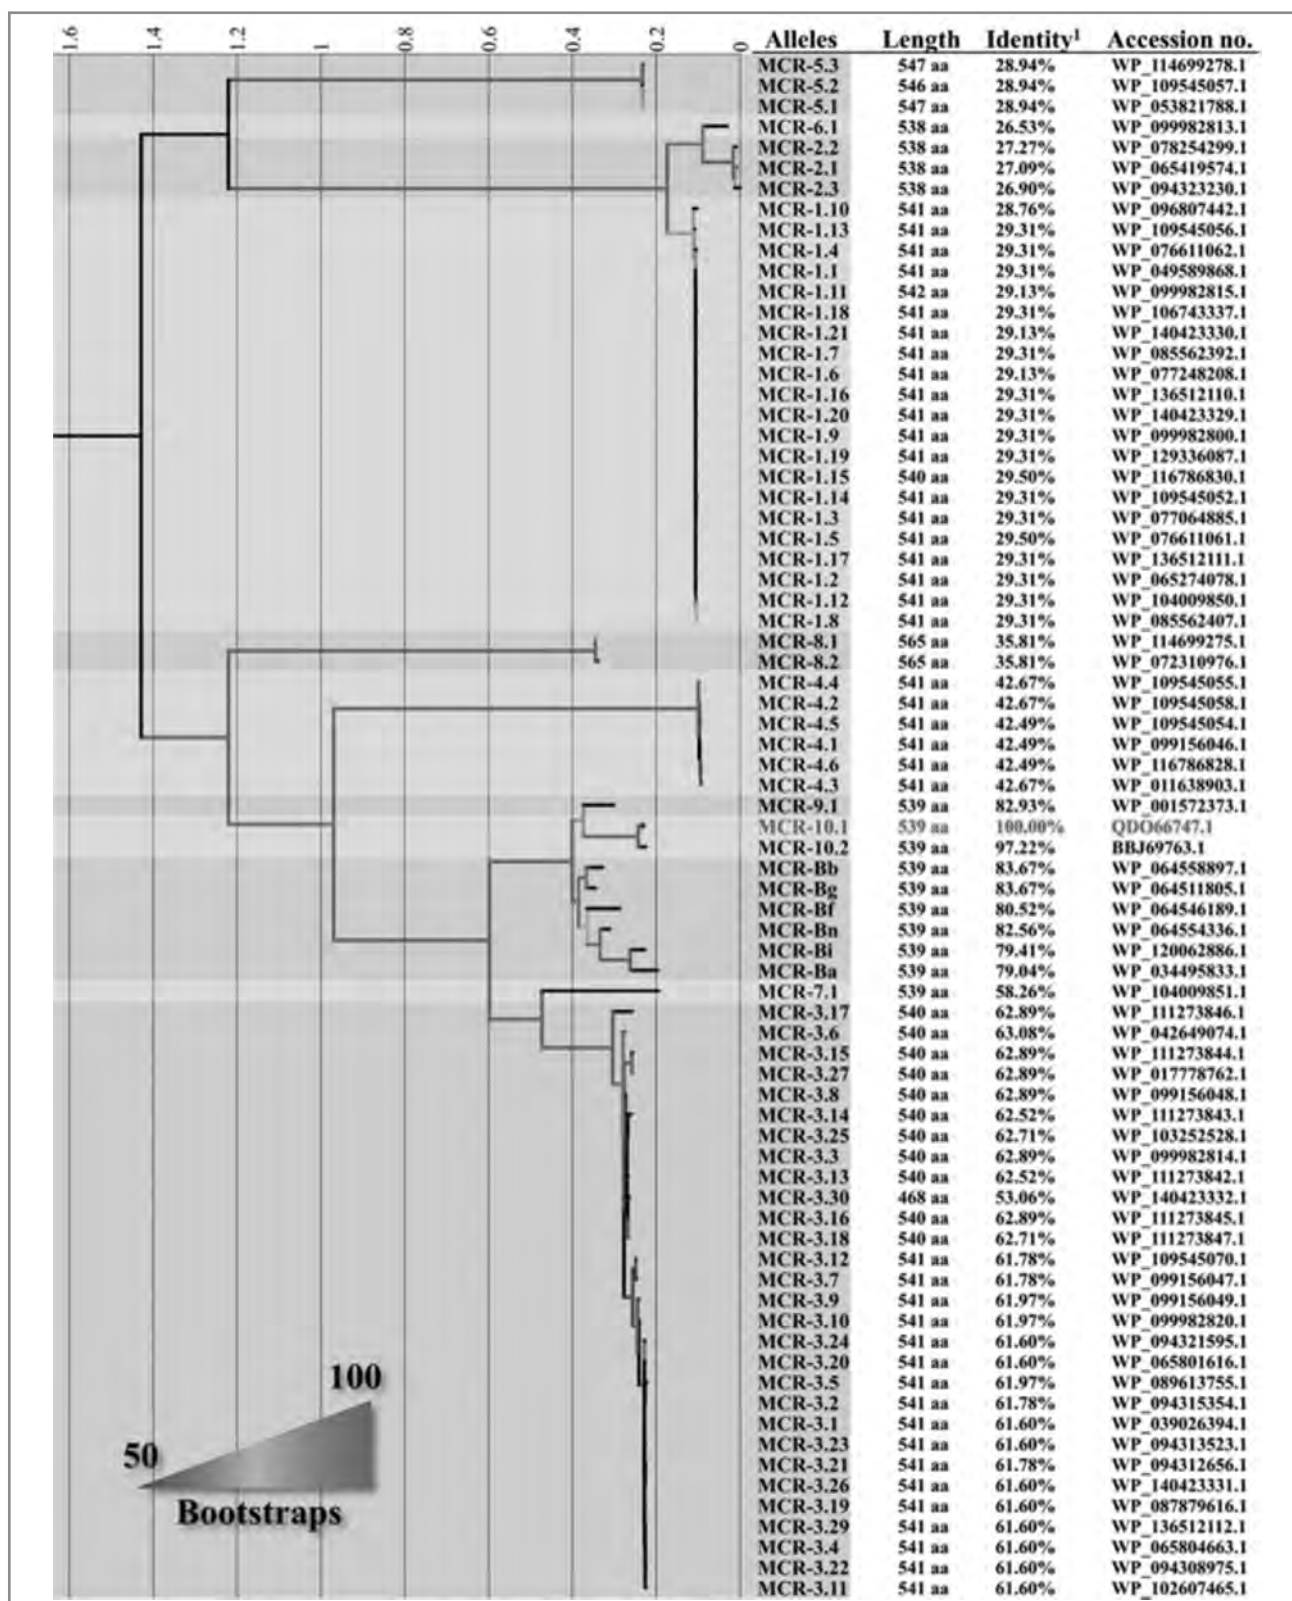 1.6 1.4 1.2 1 0.8 0.6 0.4 0.2 0
Alleles Length Identity¹ Accession no.
MCR-5.3 547 aa 28.94% WP_114699278.1
MCR-5.2 546 aa 28.94% WP_109545057.1
MCR-5.1 547 aa 28.94% WP_053821788.1
MCR-6.1 538 aa 26.53% WP_099982813.1
MCR-2.2 538 aa 27.27% WP_078254299.1
MCR-2.1 538 aa 27.09% WP_065419574.1
MCR-2.3 538 aa 26.90% WP_094323230.1
MCR-1.10 541 aa 28.76% WP_096807442.1
MCR-1.13 541 aa 29.31% WP_109545056.1
MCR-1.4 541 aa 29.31% WP_076611062.1
MCR-1.1 541 aa 29.31% WP_049589868.1
MCR-1.11 542 aa 29.13% WP_099982815.1
MCR-1.18 541 aa 29.31% WP_106743337.1
MCR-1.21 541 aa 29.13% WP_140423330.1
MCR-1.7 541 aa 29.31% WP_085562392.1
MCR-1.6 541 aa 29.13% WP_077248208.1
MCR-1.16 541 aa 29.31% WP_136512110.1
MCR-1.20 541 aa 29.31% WP_140423329.1
MCR-1.9 541 aa 29.31% WP_099982800.1
MCR-1.19 541 aa 29.31% WP_129336087.1
MCR-1.15 540 aa 29.50% WP_116786830.1
MCR-1.14 541 aa 29.31% WP_109545052.1
MCR-1.3 541 aa 29.31% WP_077064885.1
MCR-1.5 541 aa 29.50% WP_076611061.1
MCR-1.17 541 aa 29.31% WP_136512111.1
MCR-1.2 541 aa 29.31% WP_065274078.1
MCR-1.12 541 aa 29.31% WP_104009850.1
MCR-1.8 541 aa 29.31% WP_085562407.1
MCR-8.1 565 aa 35.81% WP_114699275.1
MCR-8.2 565 aa 35.81% WP_072310976.1
MCR-4.4 541 aa 42.67% WP_109545055.1
MCR-4.2 541 aa 42.67% WP_109545058.1
MCR-4.5 541 aa 42.49% WP_109545054.1
MCR-4.1 541 aa 42.49% WP_099156046.1
MCR-4.6 541 aa 42.49% WP_116786828.1
MCR-4.3 541 aa 42.67% WP_011638903.1
MCR-9.1 539 aa 82.93% WP_001572373.1
MCR-10.1 539 aa 100.00% QDO66747.1
MCR-10.2 539 aa 97.22% BBJ69763.1
MCR-Bb 539 aa 83.67% WP_064558897.1
MCR-Bg 539 aa 83.67% WP_064511805.1
MCR-Bf 539 aa 80.52% WP_064546189.1
MCR-Bn 539 aa 82.56% WP_064554336.1
MCR-Bi 539 aa 79.41% WP_120062886.1
MCR-Ba 539 aa 79.04% WP_034495833.1
MCR-7.1 539 aa 58.26% WP_104009851.1
MCR-3.17 540 aa 62.89% WP_111273846.1
MCR-3.6 540 aa 63.08% WP_042649074.1
MCR-3.15 540 aa 62.89% WP_111273844.1
MCR-3.27 540 aa 62.89% WP_017778762.1
MCR-3.8 540 aa 62.89% WP_099156048.1
MCR-3.14 540 aa 62.52% WP_111273843.1
MCR-3.25 540 aa 62.71% WP_103252528.1
MCR-3.3 540 aa 62.89% WP_099982814.1
MCR-3.13 540 aa 62.52% WP_111273842.1
MCR-3.30 468 aa 53.06% WP_140423332.1
MCR-3.16 540 aa 62.89% WP_111273845.1
MCR-3.18 540 aa 62.71% WP_111273847.1
MCR-3.12 541 aa 61.78% WP_109545070.1
MCR-3.7 541 aa 61.78% WP_099156047.1
MCR-3.9 541 aa 61.97% WP_099156049.1
MCR-3.10 541 aa 61.97% WP_099982820.1
MCR-3.24 541 aa 61.60% WP_094321595.1
MCR-3.20 541 aa 61.60% WP_065801616.1
MCR-3.5 541 aa 61.97% WP_089613755.1
MCR-3.2 541 aa 61.78% WP_094315354.1
MCR-3.1 541 aa 61.60% WP_039026394.1
MCR-3.23 541 aa 61.60% WP_094313523.1
MCR-3.21 541 aa 61.78% WP_094312656.1
MCR-3.26 541 aa 61.60% WP_140423331.1
MCR-3.19 541 aa 61.60% WP_087879616.1
MCR-3.29 541 aa 61.60% WP_136512112.1
MCR-3.4 541 aa 61.60% WP_065804663.1
MCR-3.22 541 aa 61.60% WP_094308975.1
MCR-3.11 541 aa 61.60% WP_102607465.1
100
50
Bootstraps